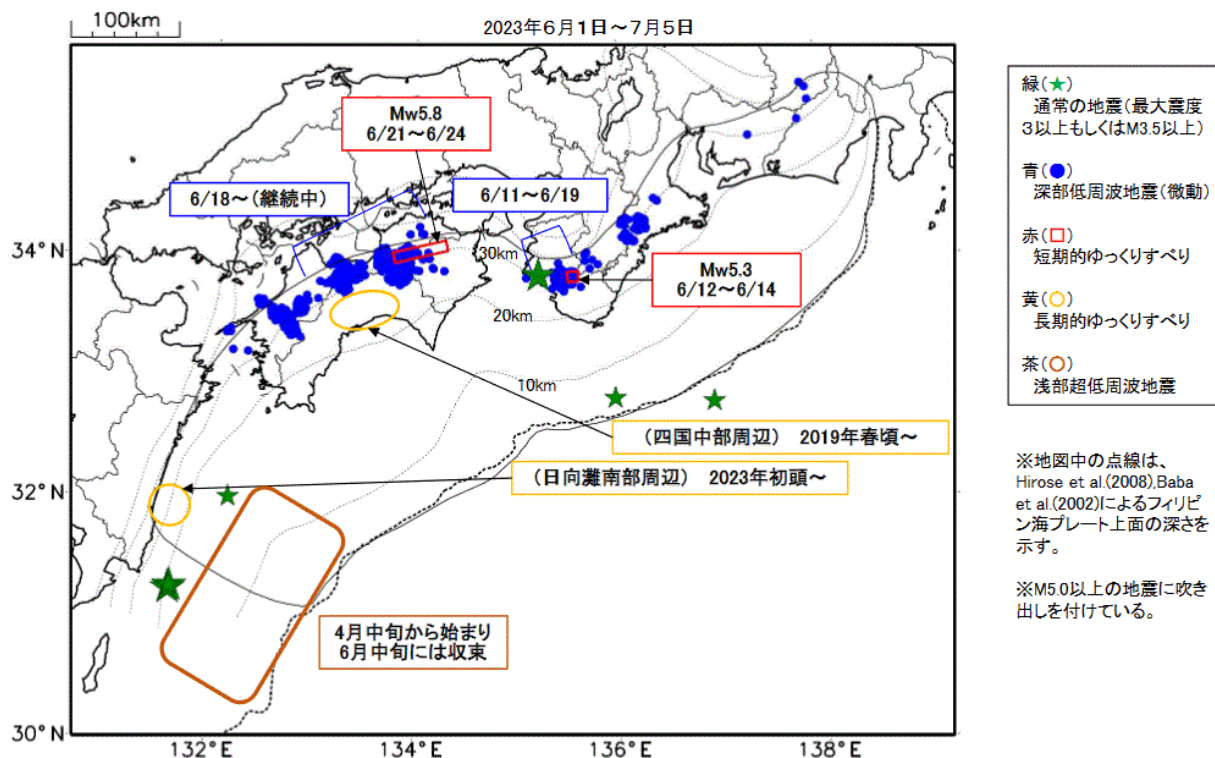 100km
2023年6月1日~7月5日
Mw5.8
6/21~6/24
6/18~(継続中)
6/11~6/19
34°N
30km
Mw5.3
6/12~6/14
20km
10km
(四国中部周辺) 2019年春頃~
(日向灘南部周辺) 2023年初頭~
32°N
4月中旬から始まり
6月中旬には収束
30°N
132°E
134°E
136°E
138°E
緑(★)
通常の地震(最大震度
3以上もしくはM3.5以上)
青(●)
深部低周波地震(微動)
赤(□)
短期的ゆっくりすべり
黄(○)
長期的ゆっくりすべり
茶(○)
浅部超低周波地震
※地図中の点線は、
Hirose et al.(2008),Baba
et al.(2002)によるフィリピ
ン海プレート上面の深さを
示す。
※M5.0以上の地震に吹き
出しを付けている。